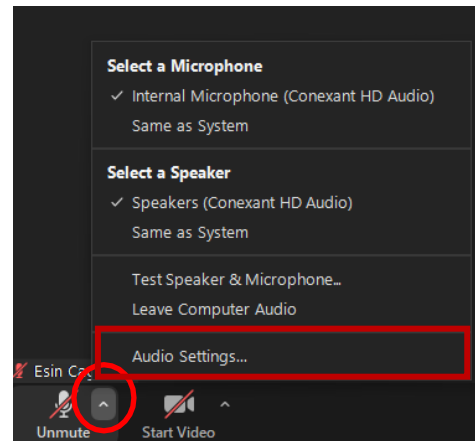 Select a Microphone
✓ Internal Microphone (Conexant HD Audio)
Same as System
Select a Speaker
✓ Speakers (Conexant HD Audio)
Same as System
Test Speaker & Microphone...
Leave Computer Audio
Audio Settings...
Esin
Unmute
Start Video